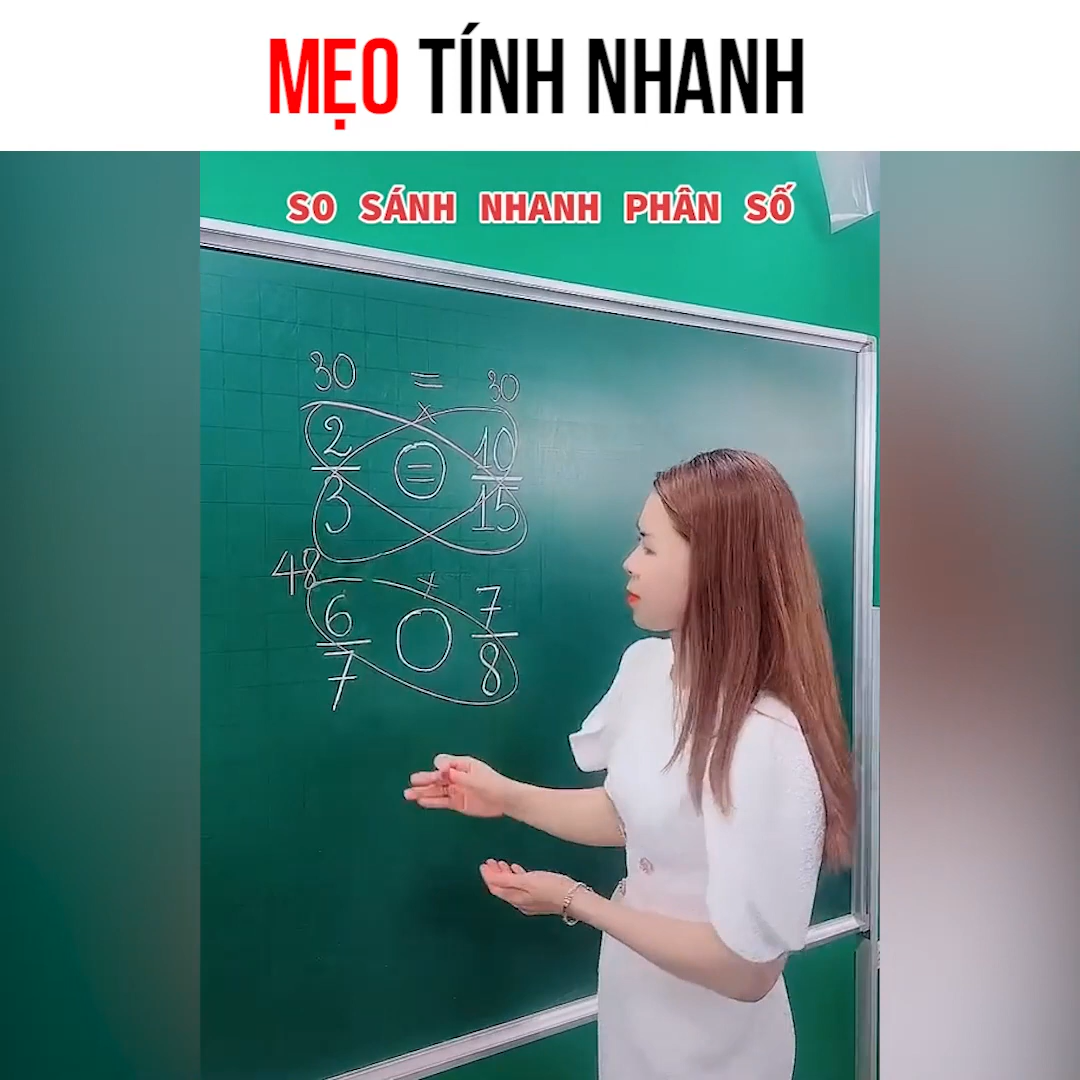 MẸO TÍNH NHANH
SO SÁNH NHANH PHÂN SỐ
30 = 30
×
2/3 = 10/15
48 ×
6/7 ○ 7/8